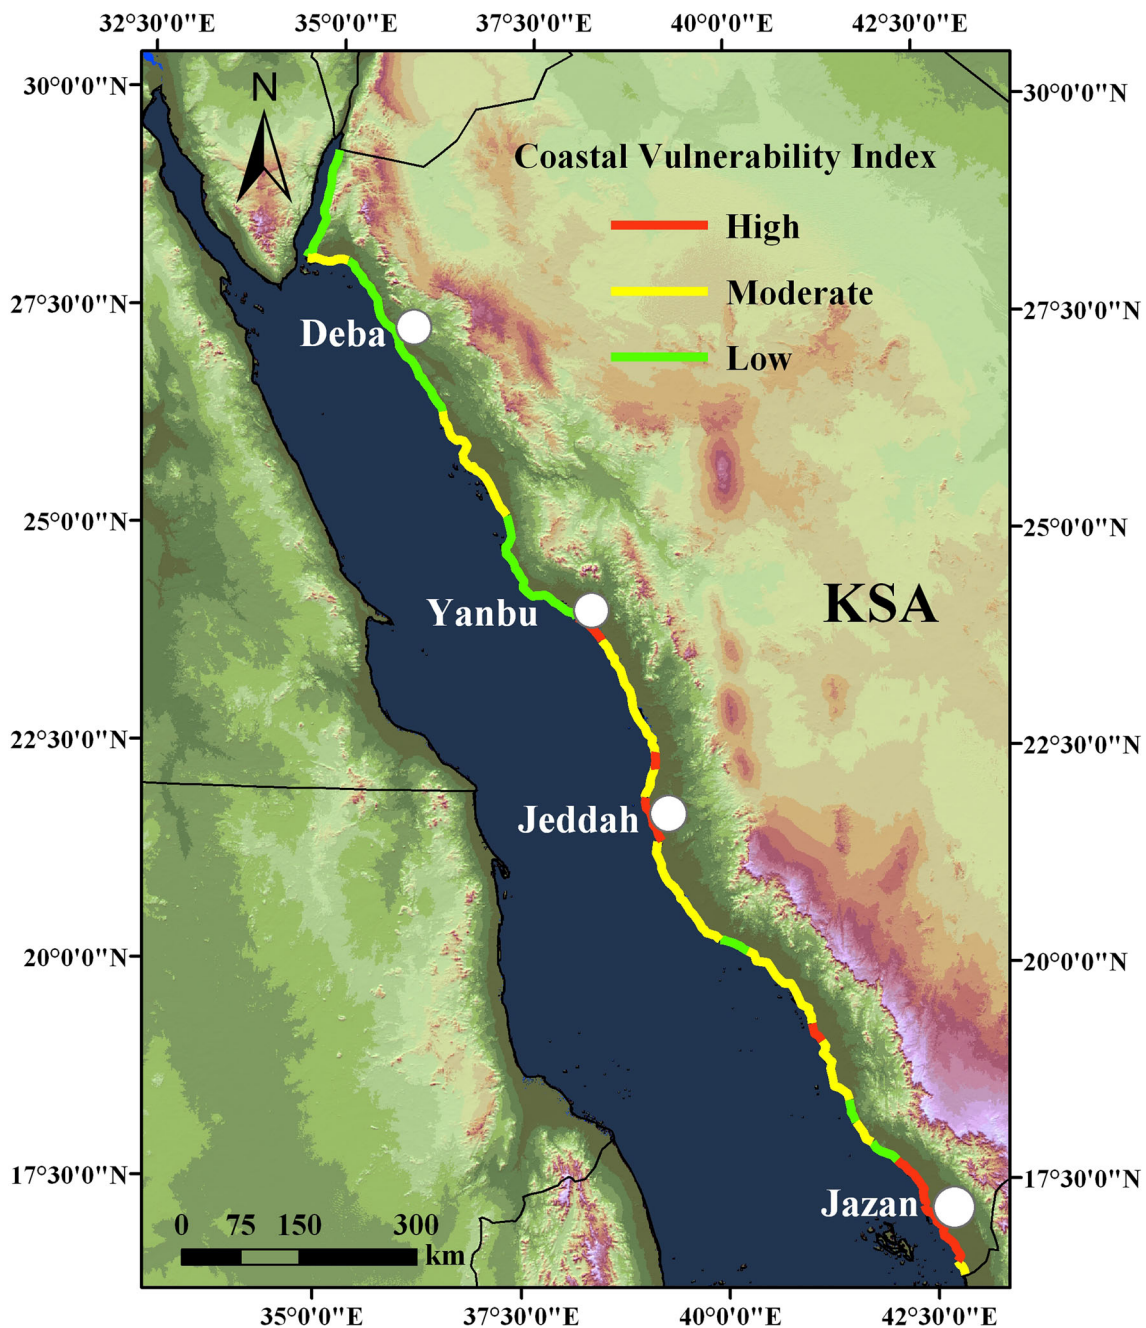 32°30'0"E 35°0'0"E 37°30'0"E 40°0'0"E 42°30'0"E
30°0'0"N 30°0'0"N
N
Coastal Vulnerability Index
High
Moderate
Low
27°30'0"N 27°30'0"N
Deba
25°0'0"N 25°0'0"N
KSA
Yanbu
22°30'0"N 22°30'0"N
Jeddah
20°0'0"N 20°0'0"N
17°30'0"N 17°30'0"N
Jazan
0 75 150 300
km
35°0'0"E 37°30'0"E 40°0'0"E 42°30'0"E